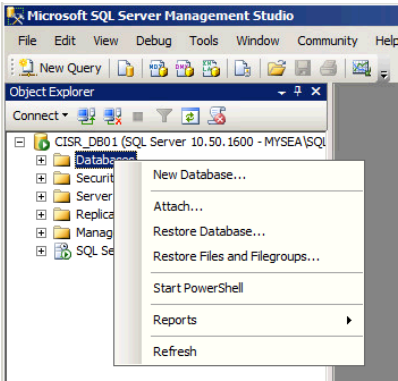 Microsoft SQL Server Management Studio
File Edit View Debug Tools Window Community Help
New Query
Object Explorer
Connect
CISR_DB01 (SQL Server 10.50.1600 - MYSEA\SQL
Databases
Securit
Server
Replica
Manag
SQL Se
New Database...
Attach...
Restore Database...
Restore Files and Filegroups...
Start PowerShell
Reports
Refresh